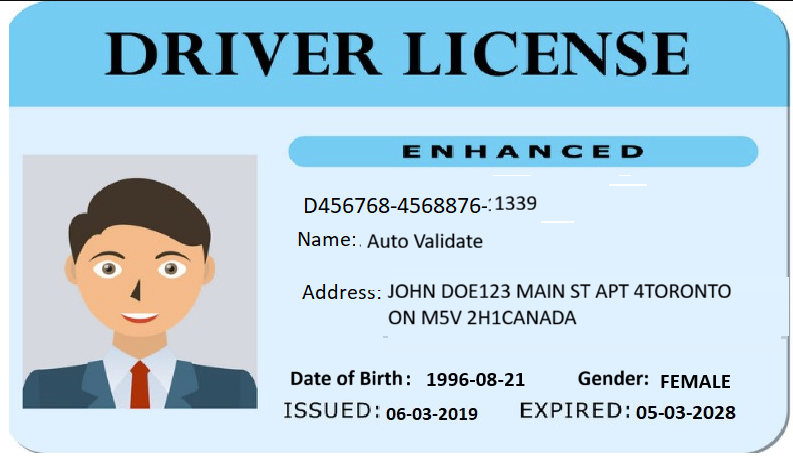 DRIVER LICENSE
ENHANCED
D456768-4568876-1339
Name: Auto Validate
Address: JOHN DOE123 MAIN ST APT 4TORONTO
ON M5V 2H1CANADA
Date of Birth: 1996-08-21 Gender: FEMALE
ISSUED: 06-03-2019 EXPIRED: 05-03-2028